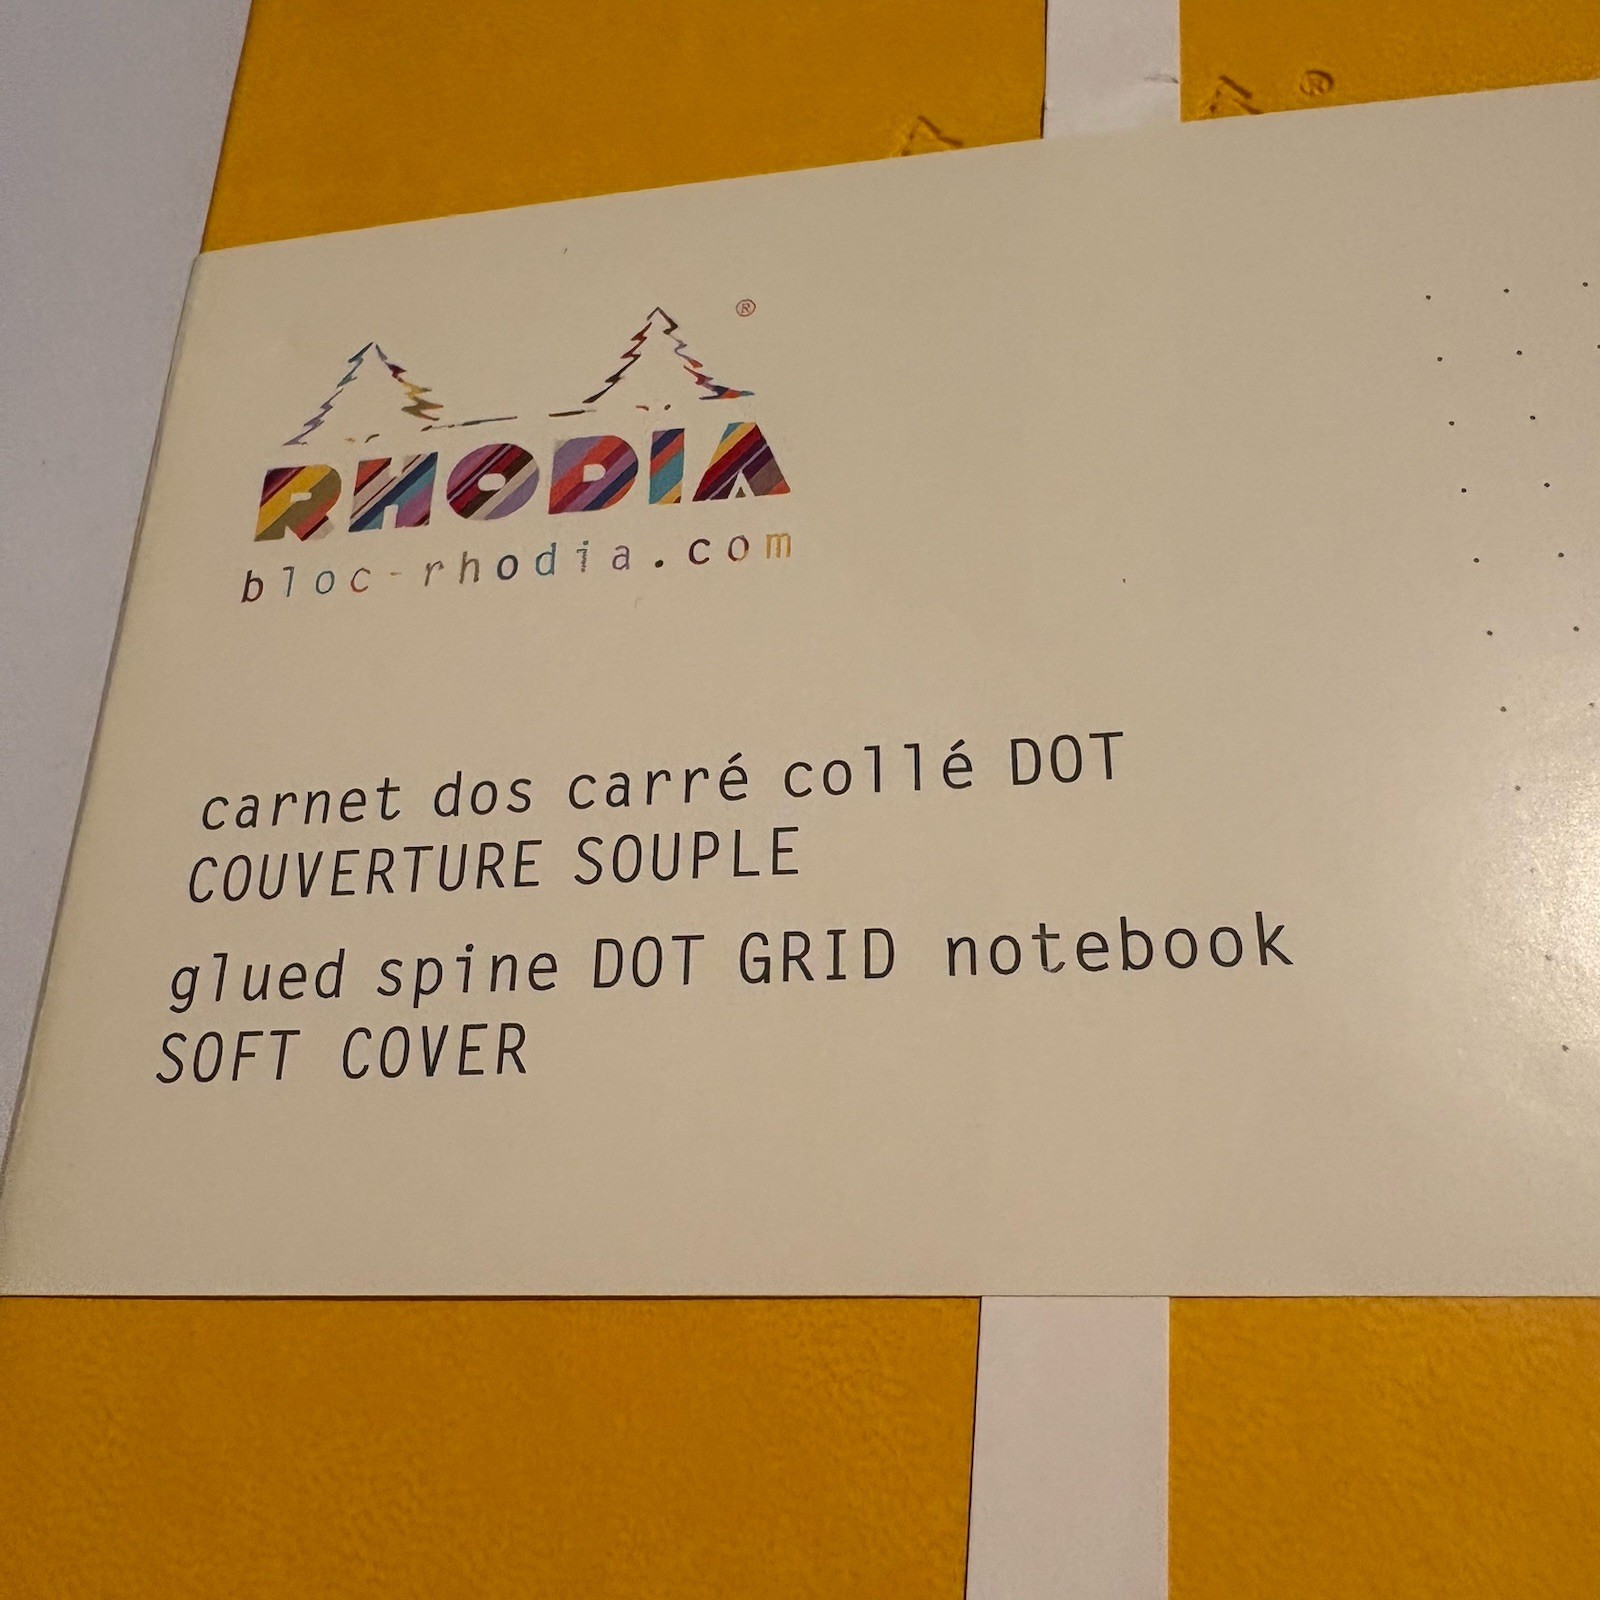 ®
RHODIA
bloc-rhodia.com
carnet dos carré collé DOT
COUVERTURE SOUPLE
glued spine DOT GRID notebook
SOFT COVER